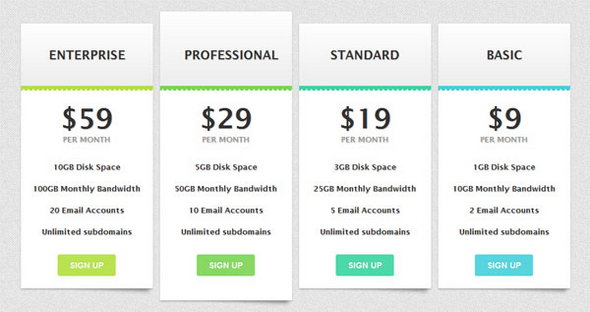 ENTERPRISE
$59
PER MONTH
10GB Disk Space
100GB Monthly Bandwidth
20 Email Accounts
Unlimited subdomains
SIGN UP
PROFESSIONAL
$29
PER MONTH
5GB Disk Space
50GB Monthly Bandwidth
10 Email Accounts
Unlimited subdomains
SIGN UP
STANDARD
$19
PER MONTH
3GB Disk Space
25GB Monthly Bandwidth
5 Email Accounts
Unlimited subdomains
SIGN UP
BASIC
$9
PER MONTH
1GB Disk Space
10GB Monthly Bandwidth
2 Email Accounts
Unlimited subdomains
SIGN UP